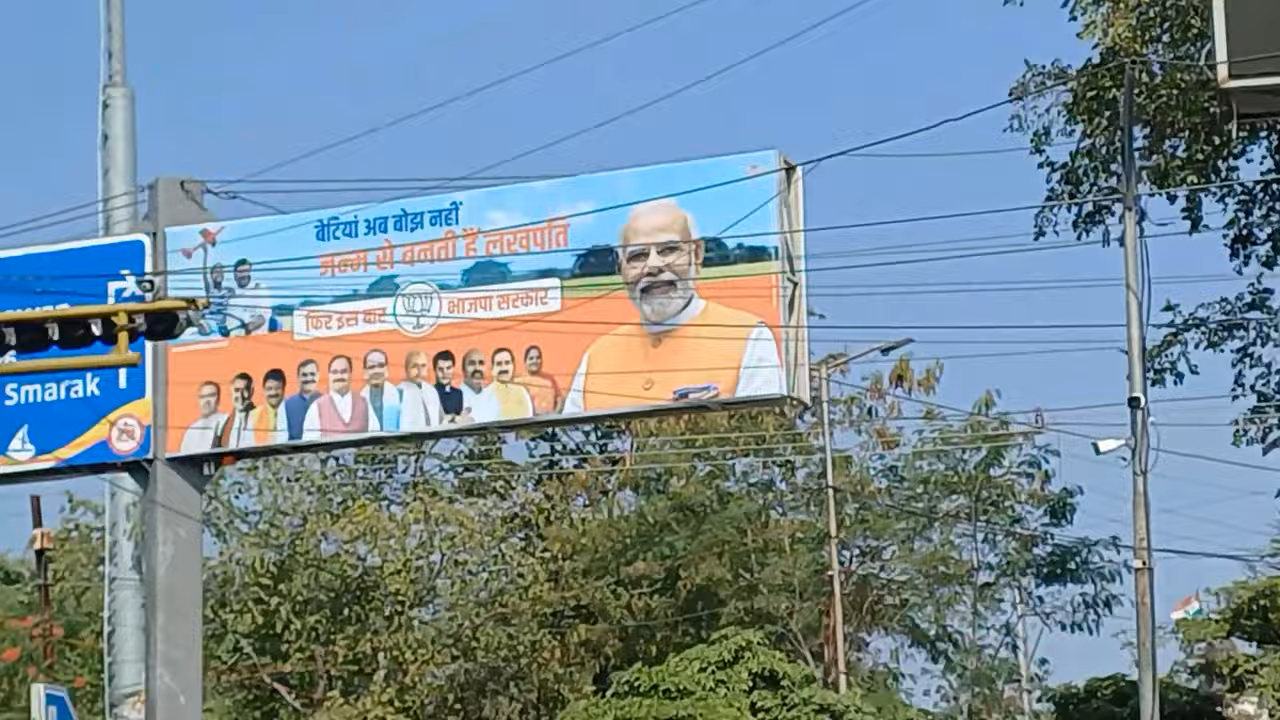 बेटियां अब बोझ नहीं
जन्म से बनती हैं लखपति
फिर इस बार भाजपा सरकार
Smarak